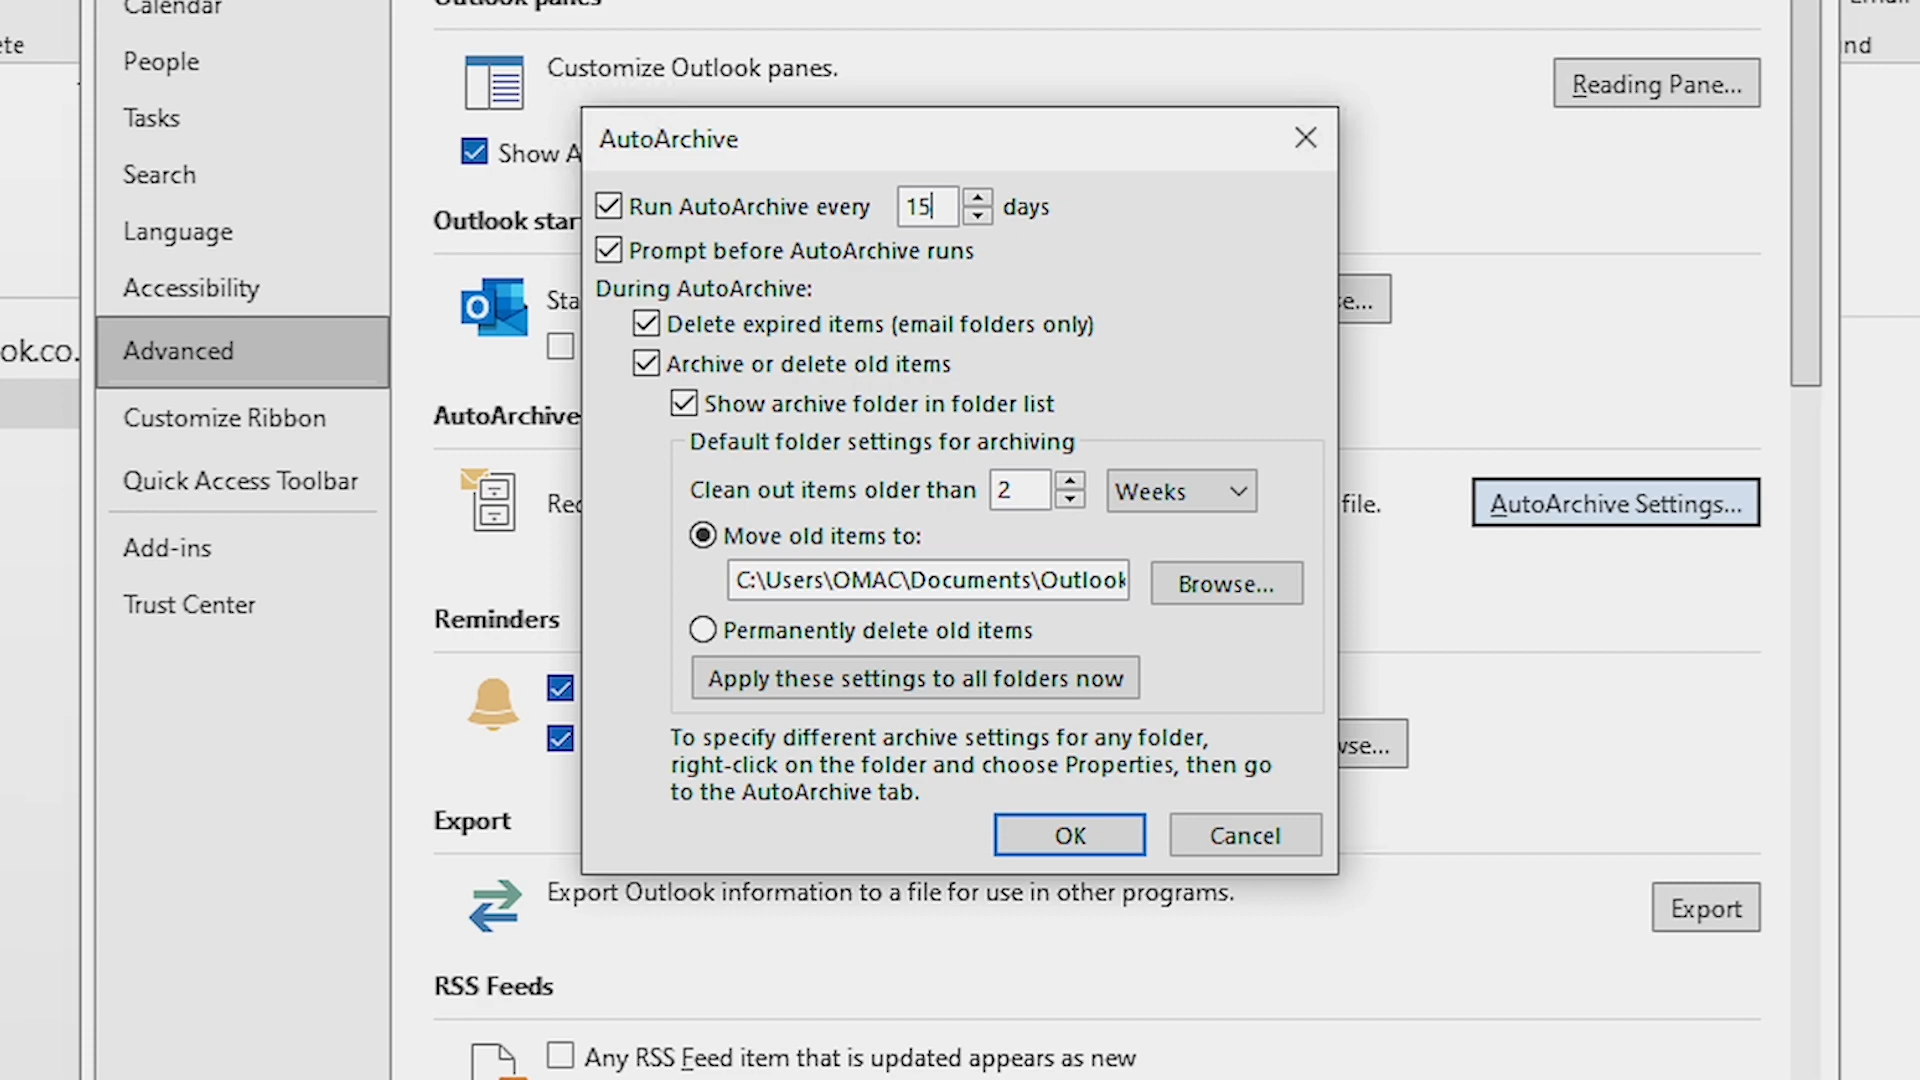 Calendar
People
Tasks
Search
Language
Accessibility
Advanced
Customize Ribbon
Quick Access Toolbar
Add-ins
Trust Center
ete
ok.co.
Outlook panes
Customize Outlook panes.
Reading Pane...
Show A
Outlook star
Sta
se...
AutoArchive
Rec
file.
AutoArchive Settings...
Reminders
wse...
Export
Export Outlook information to a file for use in other programs.
Export
RSS Feeds
Any RSS Feed item that is updated appears as new
nd
AutoArchive
Run AutoArchive every 15 days
Prompt before AutoArchive runs
During AutoArchive:
Delete expired items (email folders only)
Archive or delete old items
Show archive folder in folder list
Default folder settings for archiving
Clean out items older than 2 Weeks
Move old items to:
C:\Users\OMAC\Documents\Outlook
Browse...
Permanently delete old items
Apply these settings to all folders now
To specify different archive settings for any folder,
right-click on the folder and choose Properties, then go
to the AutoArchive tab.
OK
Cancel